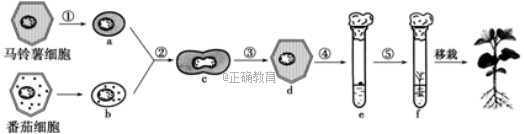 ① ② ③ ④ ⑤ 移栽
a b c d e f
马铃薯细胞
番茄细胞
@正确教育